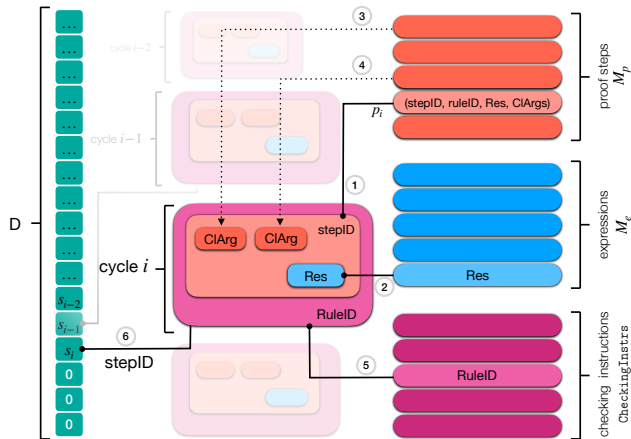 D
...
...
...
...
...
...
...
...
...
...
...
s_{i-2}
s_{i-1}
s_i
0
0
0
cycle i-2
cycle i-1
cycle i
ClArg
ClArg
stepID
Res
RuleID
stepID
3
4
1
2
6
5
p_i
(stepID, ruleID, Res, ClArgs)
proof steps
M_p
Res
expressions
M_e
RuleID
checking instructions
CheckingInstrs